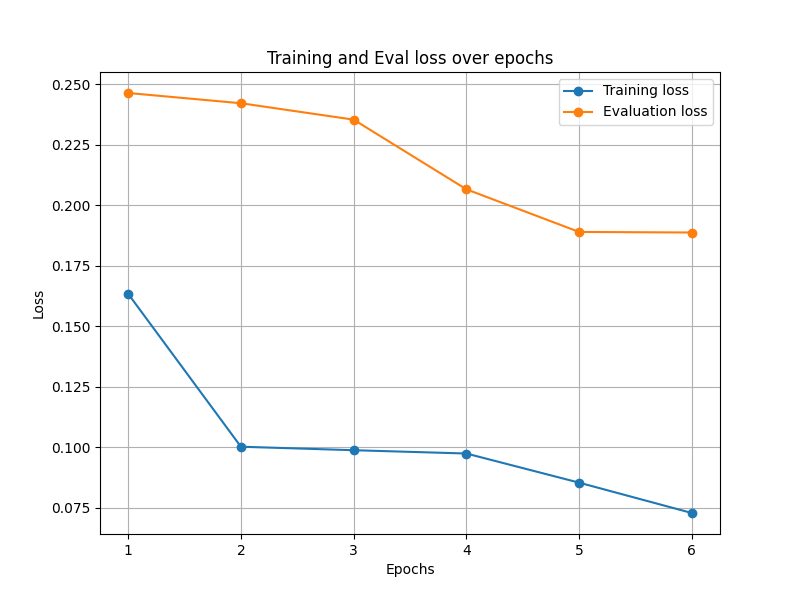 Training and Eval loss over epochs
Training loss
Evaluation loss
0.250
0.225
0.200
0.175
0.150
0.125
0.100
0.075
Loss
1 2 3 4 5 6
Epochs